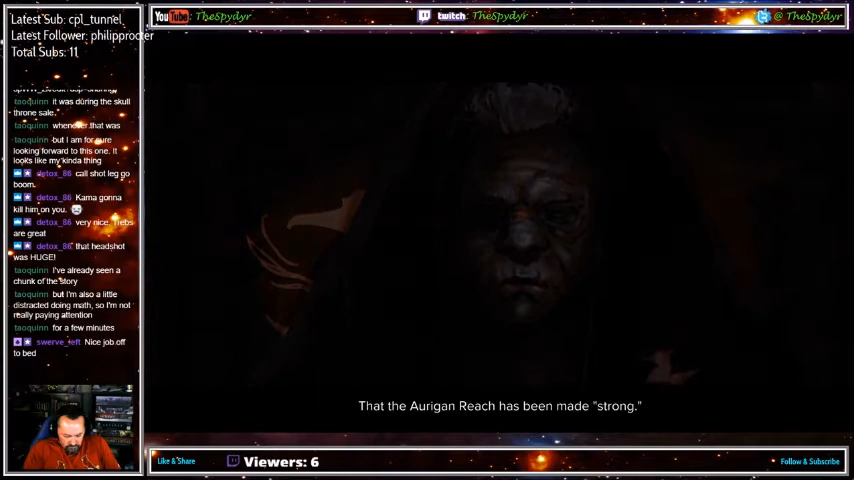 Latest Sub: cpl_tunnel
Latest Follower: philipprocter
Total Subs: 11
YouTube: TheSpydyr
twitch: TheSpydyr
@ TheSpydyr
taoquinn it was during the skull
throne sale.
taoquinn whenever that was
taoquinn but I am for sure
looking forward to this one. It
looks like my kinda thing
detox_86 call shot leg go
boom.
detox_86 Kama gonna
kill him on you.
detox_86 very nice. Trebs
are great
detox_86 that headshot
was HUGE!
taoquinn I've already seen a
chunk of the story
taoquinn but I'm also a little
distracted doing math, so I'm not
really paying attention
taoquinn for a few minutes
swerve_left Nice job.off
to bed
That the Aurigan Reach has been made "strong."
Like & Share
Viewers: 6
Follow & Subscribe